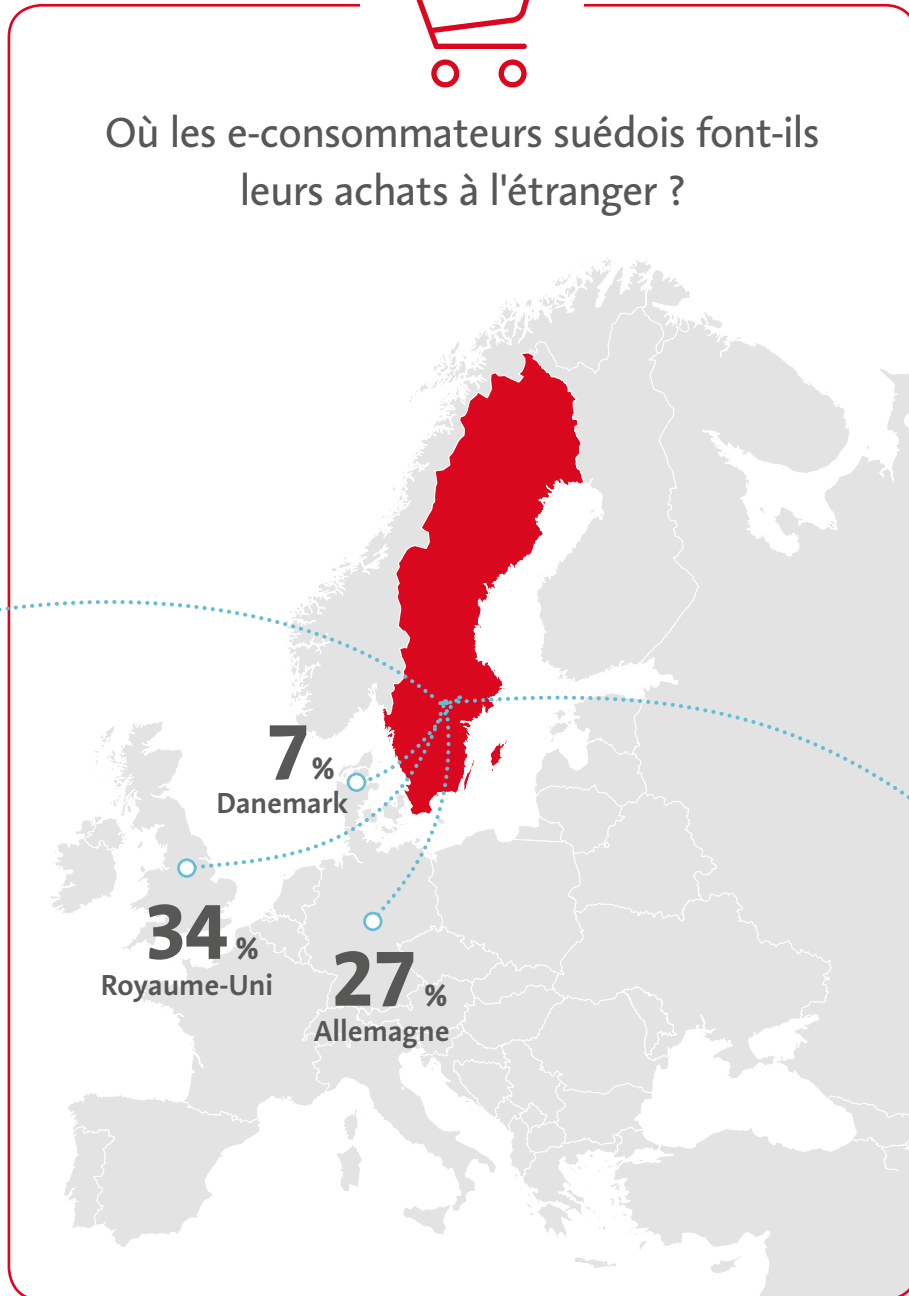 Où les e-consommateurs suédois font-ils
leurs achats à l'étranger ?
7 %
Danemark
34 %
Royaume-Uni
27 %
Allemagne